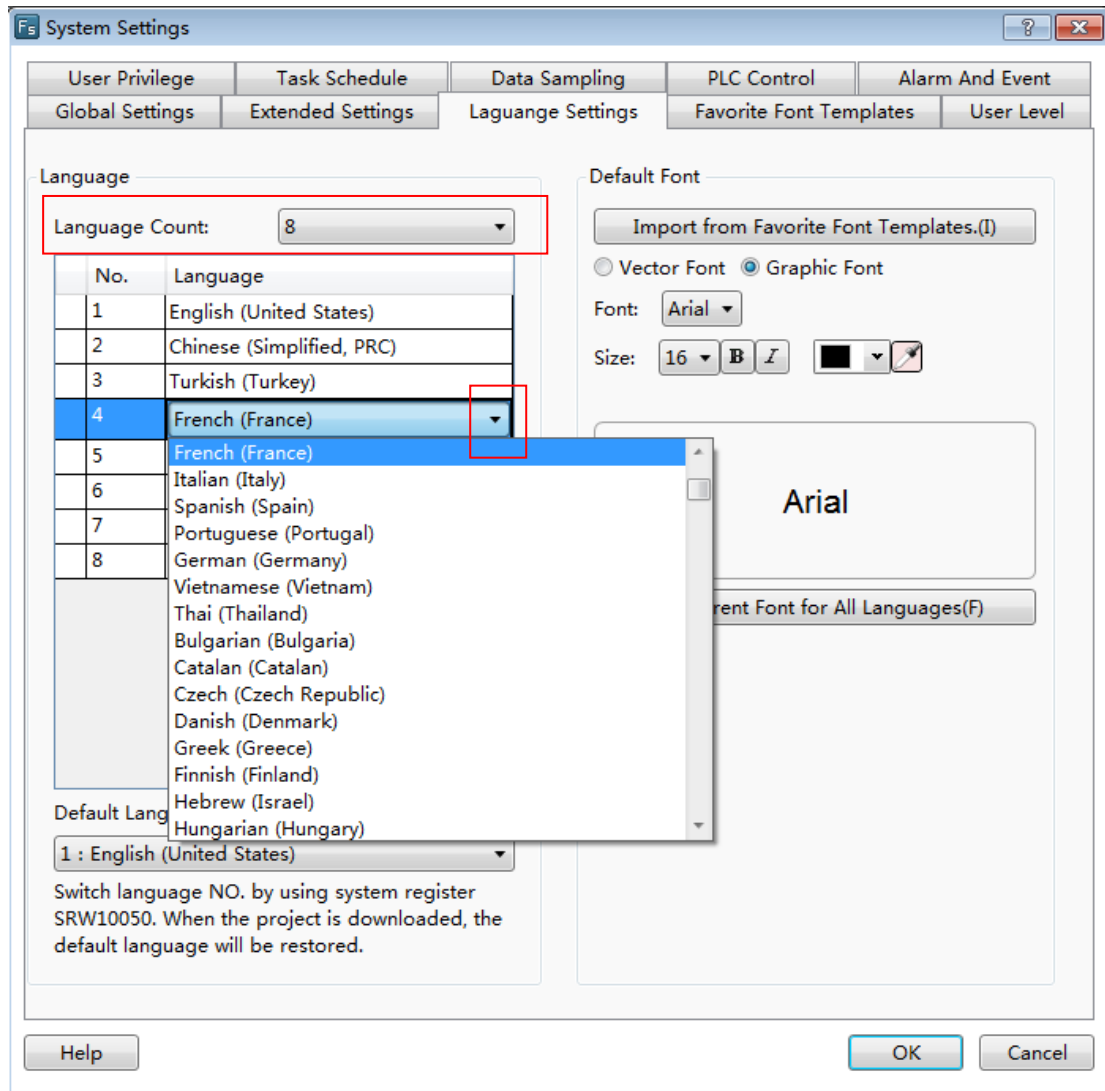 Fs System Settings
?
User Privilege Task Schedule Data Sampling PLC Control Alarm And Event
Global Settings Extended Settings Laguange Settings Favorite Font Templates User Level
Language
Language Count: 8
No. Language
1 English (United States)
2 Chinese (Simplified, PRC)
3 Turkish (Turkey)
4 French (France)
5
6
7
8
French (France)
Italian (Italy)
Spanish (Spain)
Portuguese (Portugal)
German (Germany)
Vietnamese (Vietnam)
Thai (Thailand)
Bulgarian (Bulgaria)
Catalan (Catalan)
Czech (Czech Republic)
Danish (Denmark)
Greek (Greece)
Finnish (Finland)
Hebrew (Israel)
Hungarian (Hungary)
Default Lang
1 : English (United States)
Switch language NO. by using system register
SRW10050. When the project is downloaded, the
default language will be restored.
Default Font
Import from Favorite Font Templates.(I)
Vector Font Graphic Font
Font: Arial
Size: 16 B I
Arial
rent Font for All Languages(F)
Help OK Cancel